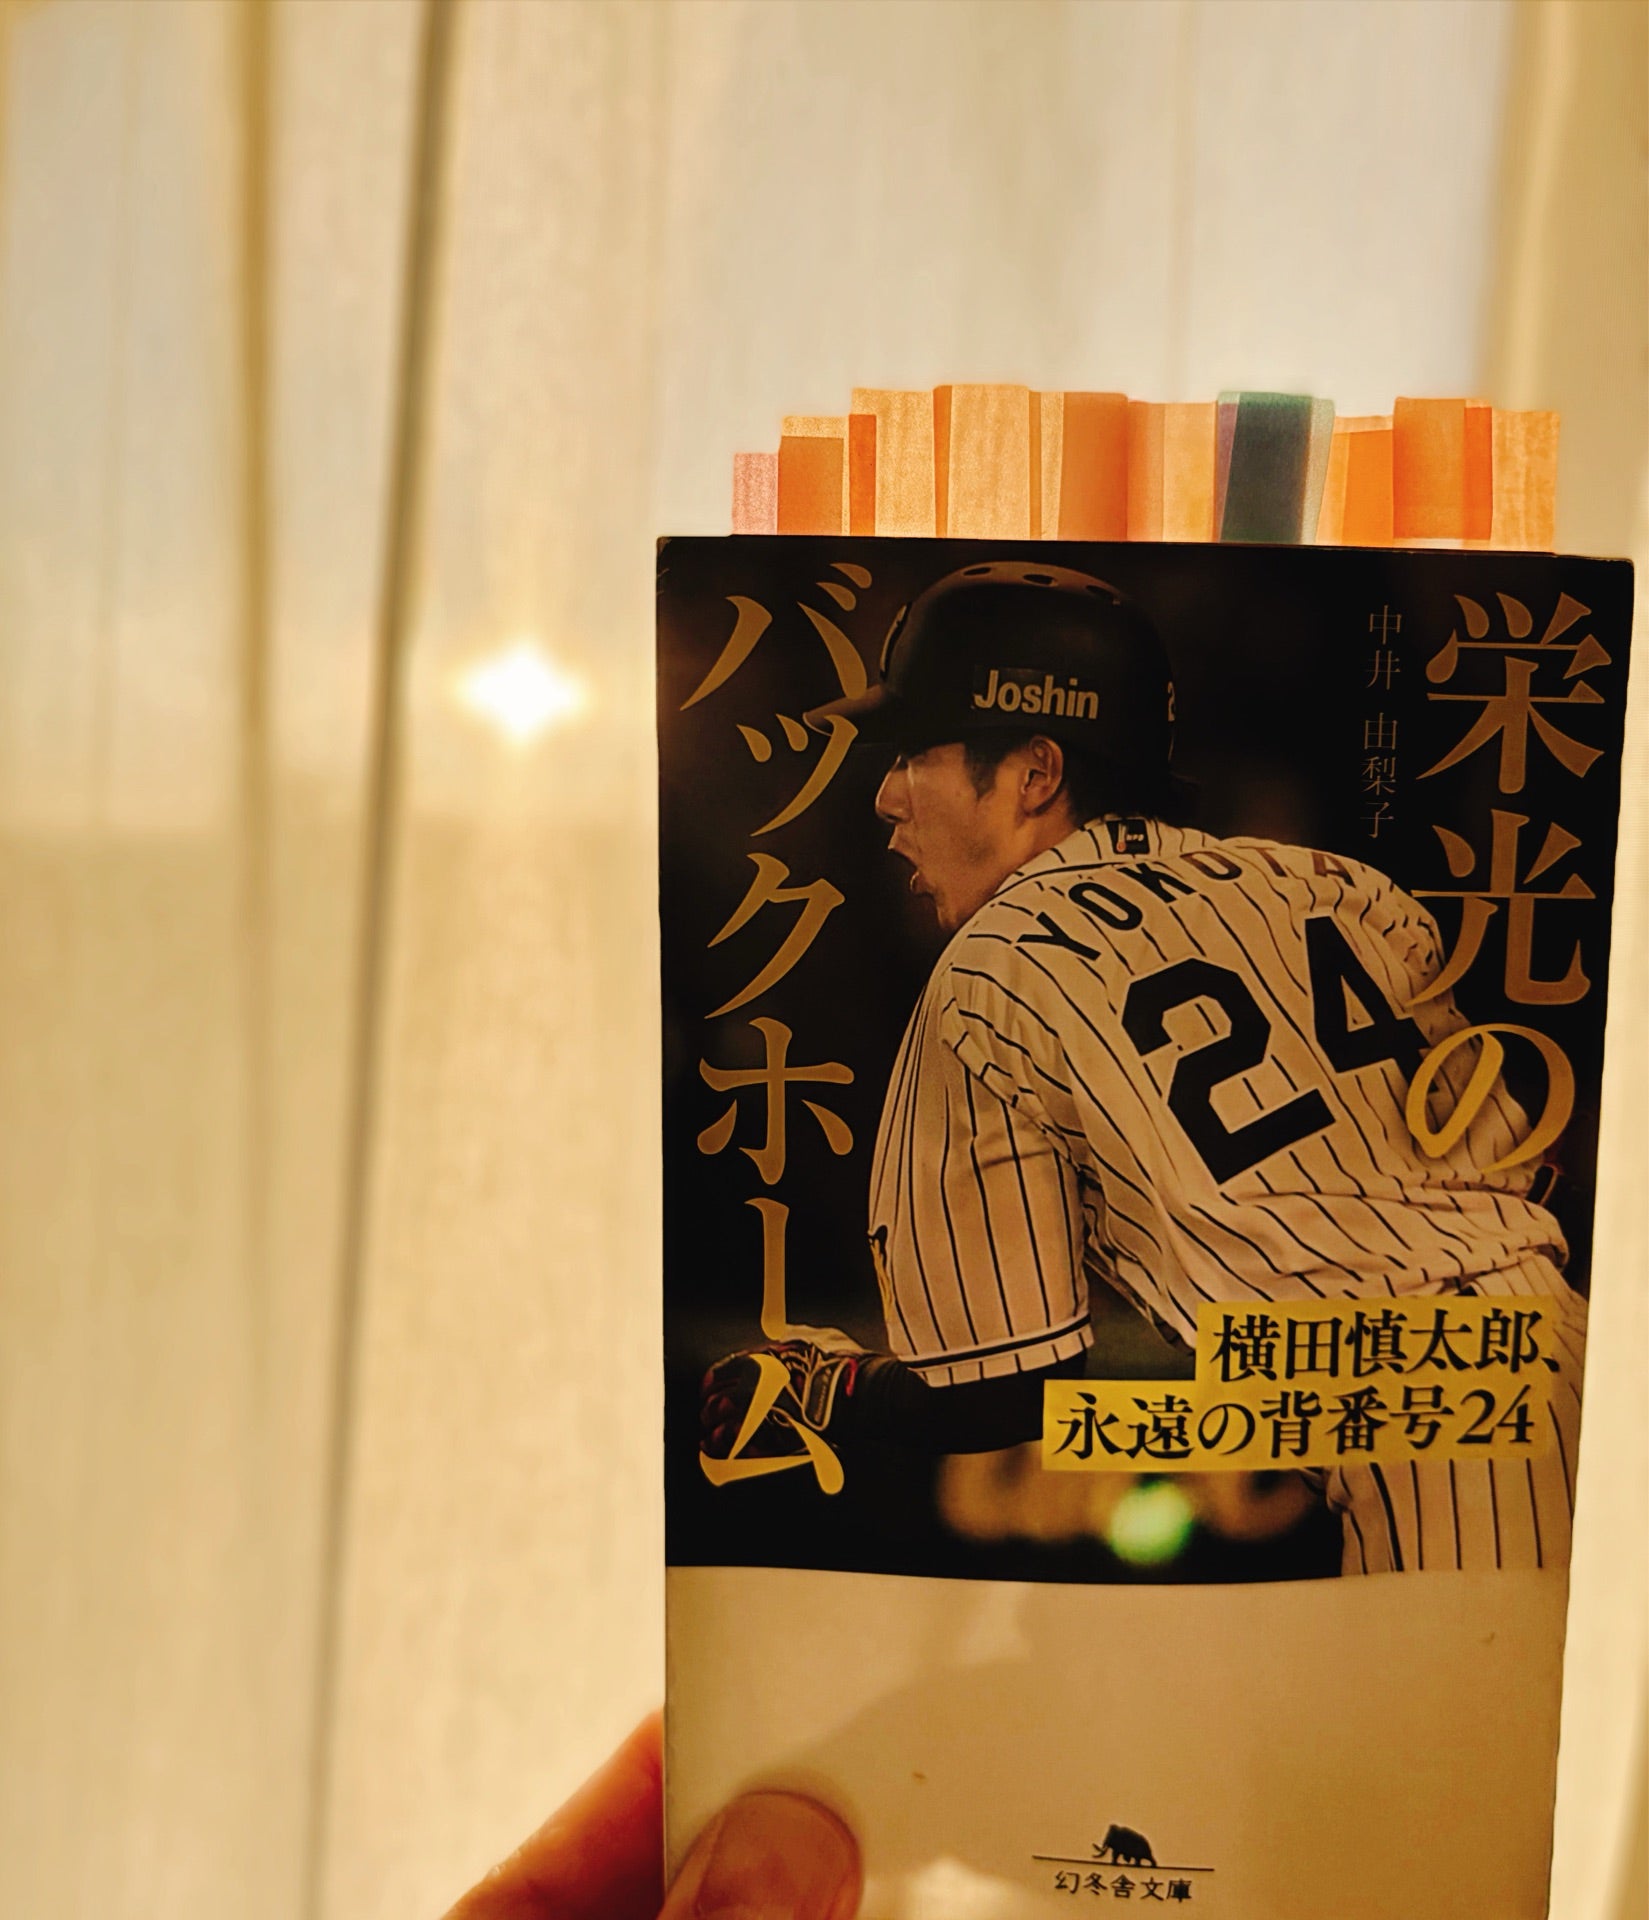 栄光の
バックホーム
中井 由梨子
Joshin
YOKOTA
24
横田慎太郎、
永遠の背番号24
幻冬舎文庫